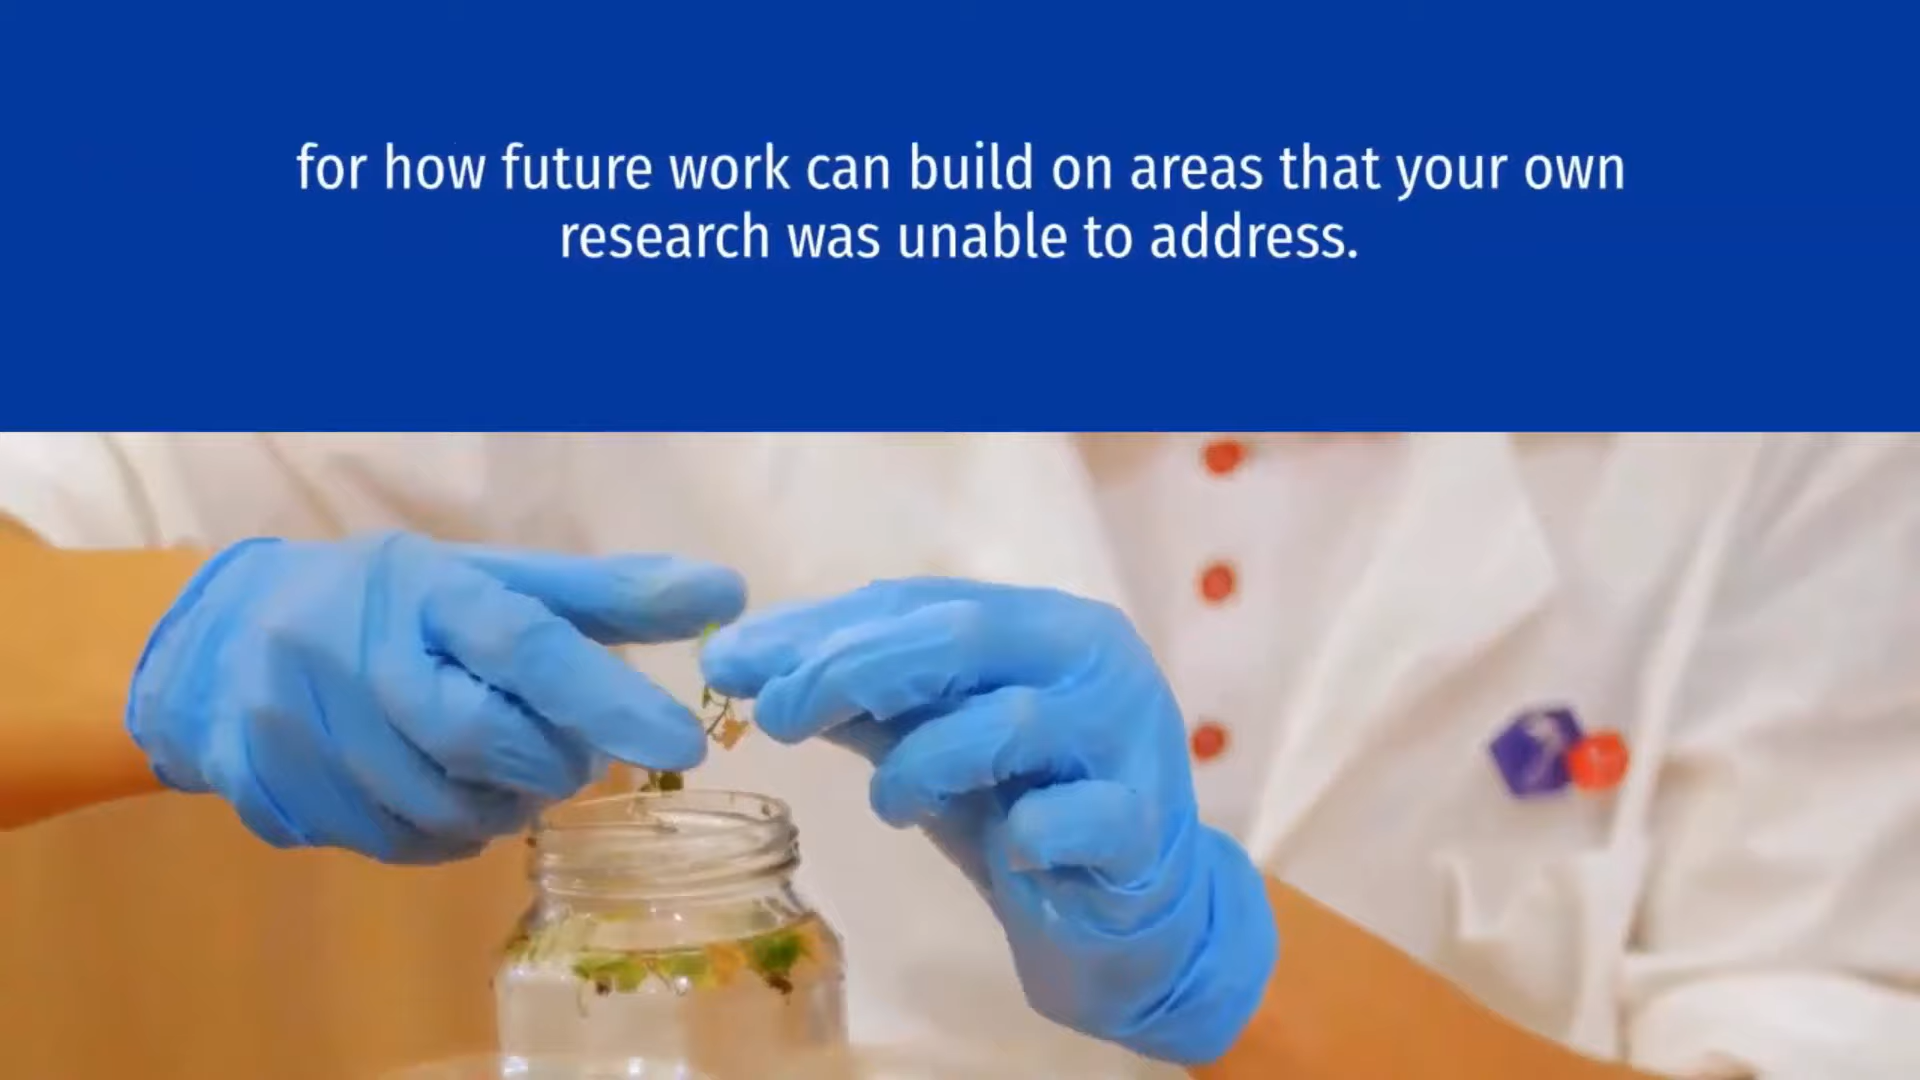 for how future work can build on areas that your own
research was unable to address.